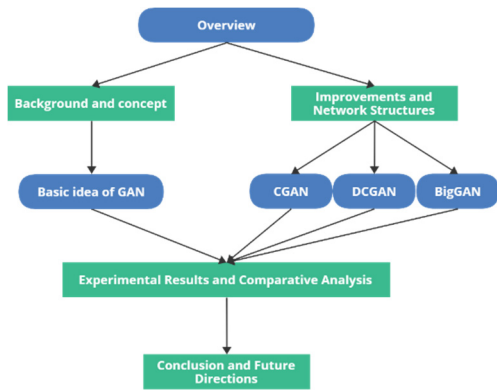 Overview
Background and concept
Improvements and
Network Structures
Basic idea of GAN
CGAN
DCGAN
BigGAN
Experimental Results and Comparative Analysis
Conclusion and Future
Directions